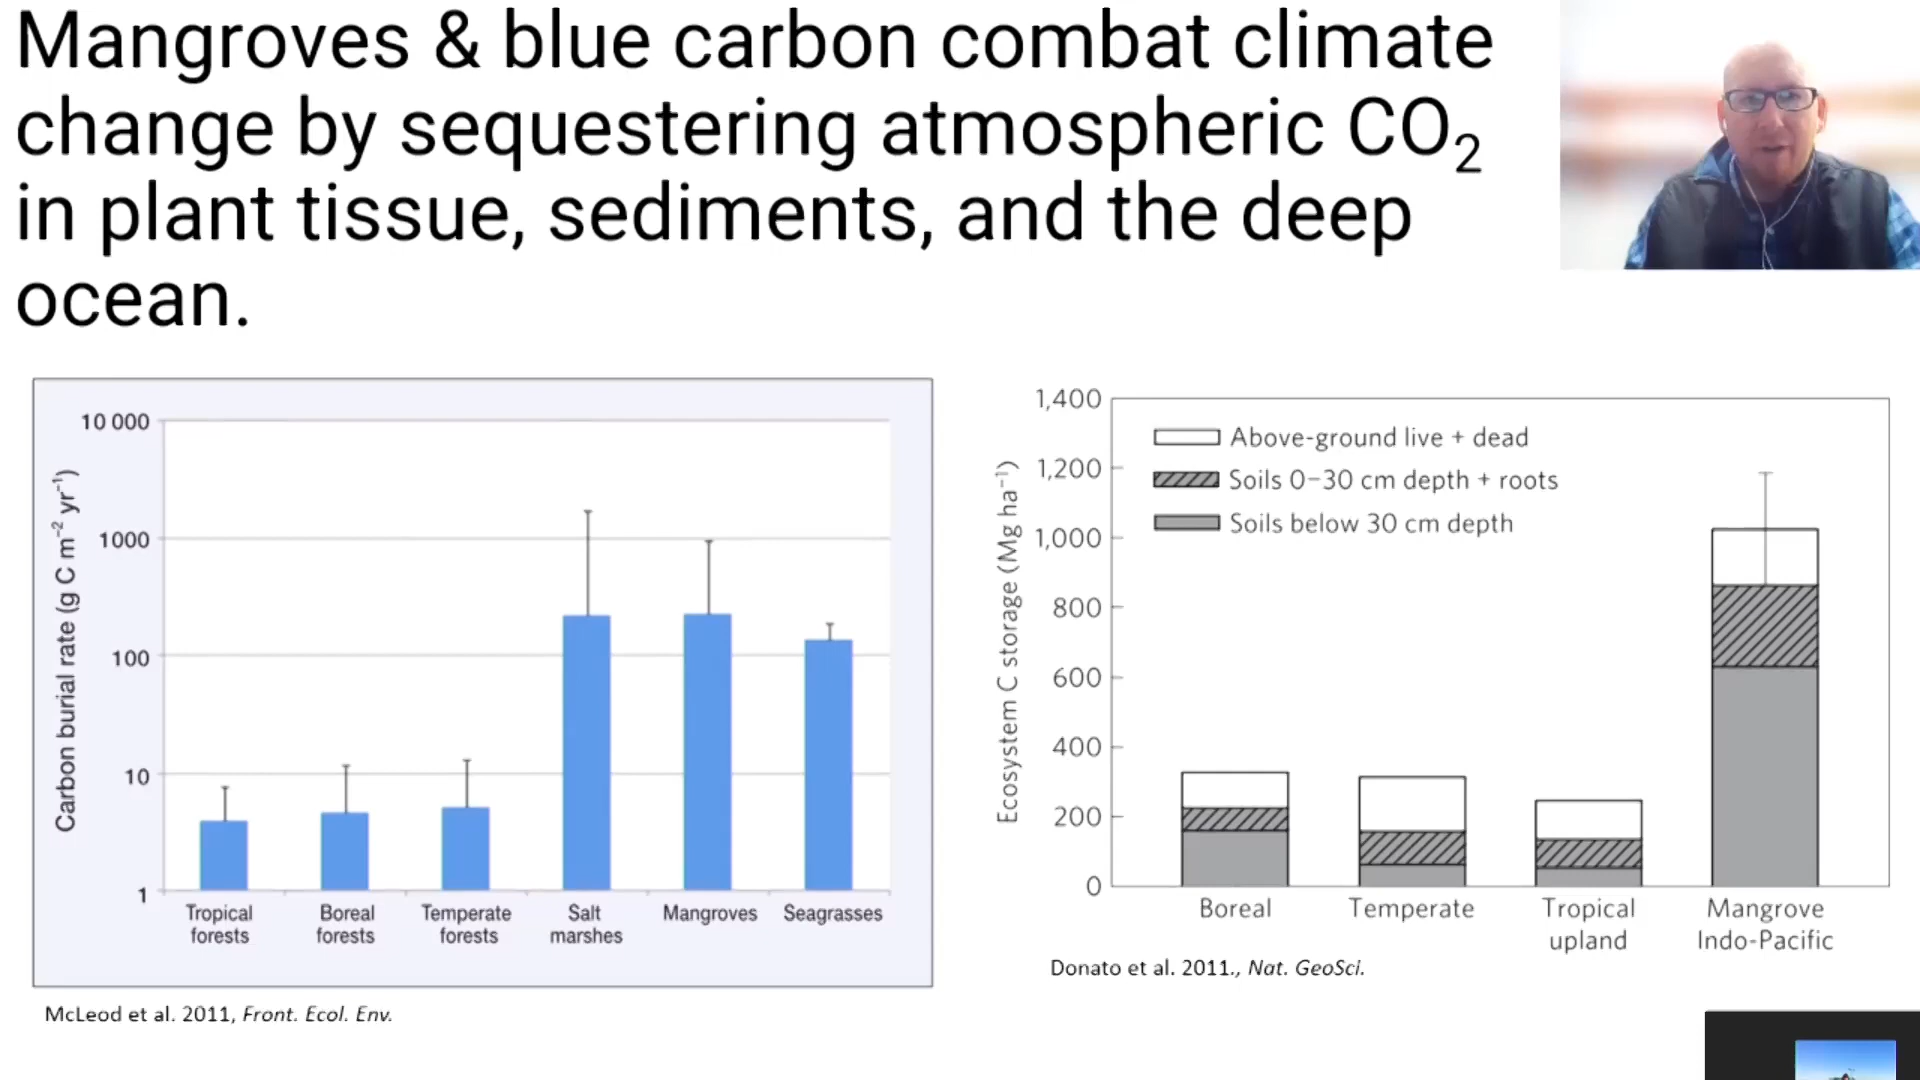 Mangroves & blue carbon combat climate
change by sequestering atmospheric CO₂
in plant tissue, sediments, and the deep
ocean.
Carbon burial rate (g C m⁻² yr⁻¹)
10 000
1000
100
10
1
Tropical forests
Boreal forests
Temperate forests
Salt marshes
Mangroves
Seagrasses
McLeod et al. 2011, Front. Ecol. Env.
Ecosystem C storage (Mg ha⁻¹)
1,400
1,200
1,000
800
600
400
200
0
Above-ground live + dead
Soils 0–30 cm depth + roots
Soils below 30 cm depth
Boreal
Temperate
Tropical upland
Mangrove Indo-Pacific
Donato et al. 2011., Nat. GeoSci.